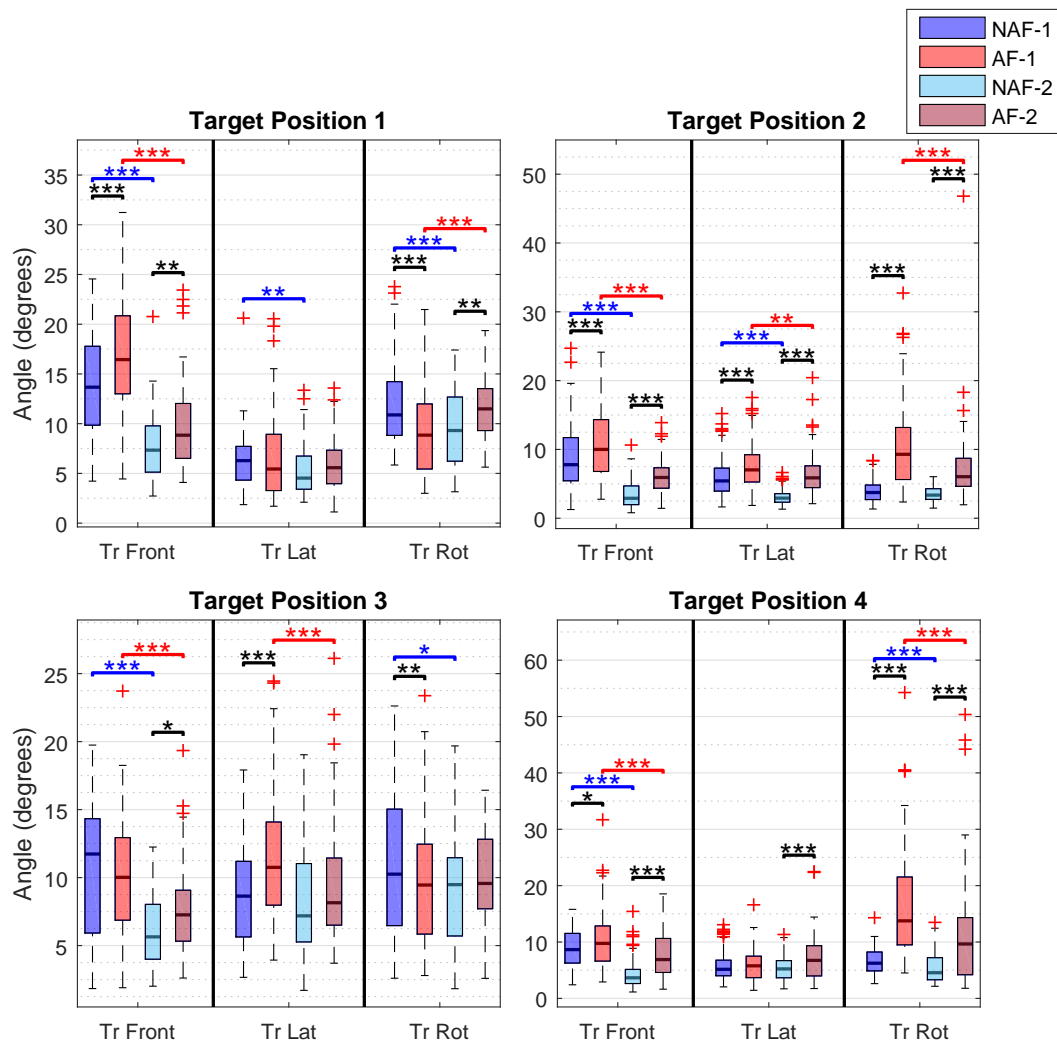 NAF-1
AF-1
NAF-2
AF-2
Target Position 1
Angle (degrees)
35
30
25
20
15
10
5
0
***
***
***
**
**
***
***
***
**
Tr Front
Tr Lat
Tr Rot
Target Position 2
50
40
30
20
10
0
***
***
***
***
**
***
***
***
***
***
***
Tr Front
Tr Lat
Tr Rot
Target Position 3
Angle (degrees)
25
20
15
10
5
***
***
*
***
***
*
**
Tr Front
Tr Lat
Tr Rot
Target Position 4
60
50
40
30
20
10
0
***
***
*
***
***
***
***
***
***
Tr Front
Tr Lat
Tr Rot